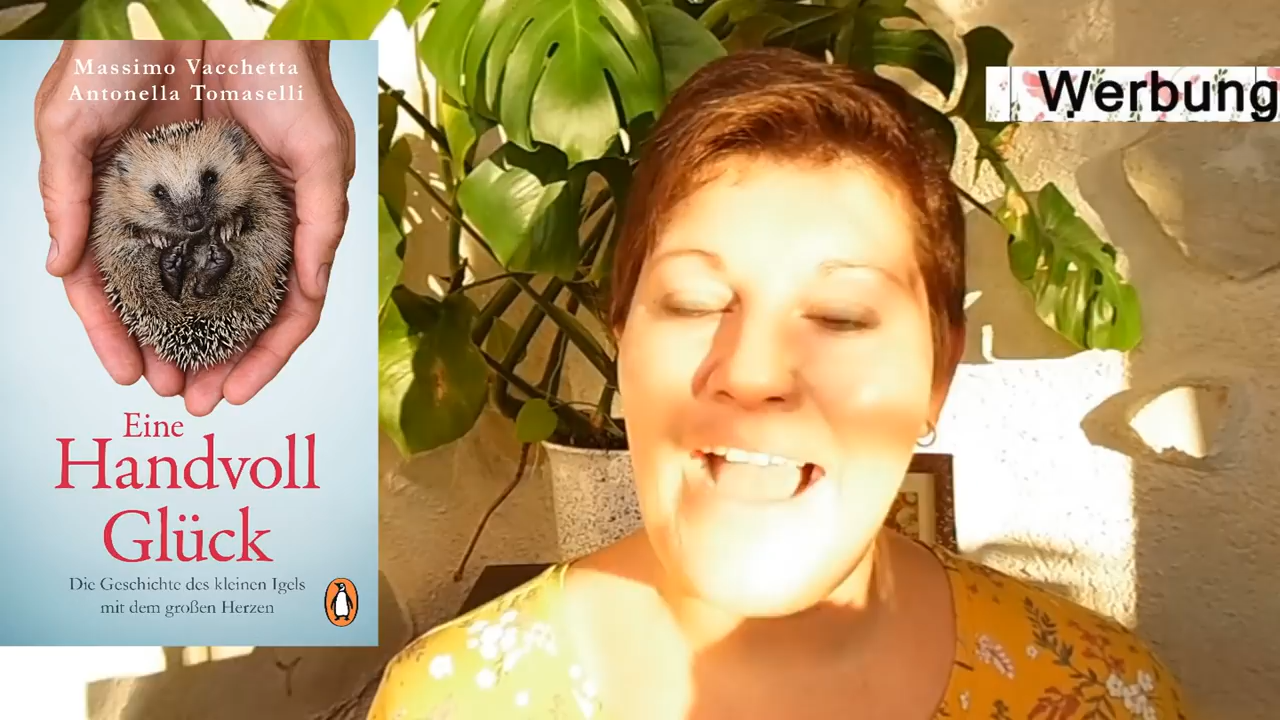 Massimo Vacchetta
Antonella Tomaselli
Eine
Handvoll
Glück
Die Geschichte des kleinen Igels
mit dem großen Herzen
Werbung